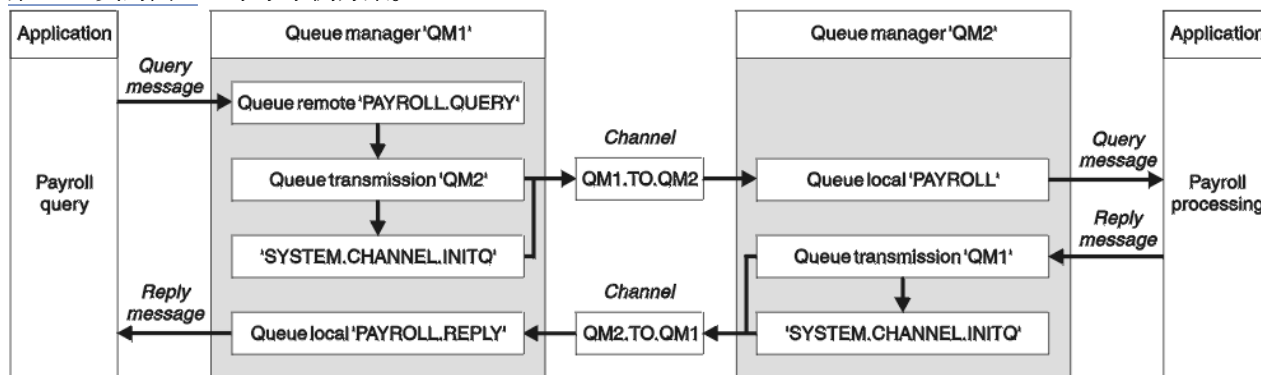 Application
Queue manager 'QM1'
Queue manager 'QM2'
Application
Query
message
Queue remote 'PAYROLL.QUERY'
Channel
Query
message
Payroll
query
Queue transmission 'QM2'
QM1.TO.QM2
Queue local 'PAYROLL'
Payroll
processing
'SYSTEM.CHANNEL.INITQ'
Queue transmission 'QM1'
Reply
message
Reply
message
Channel
Queue local 'PAYROLL.REPLY'
QM2.TO.QM1
'SYSTEM.CHANNEL.INITQ'